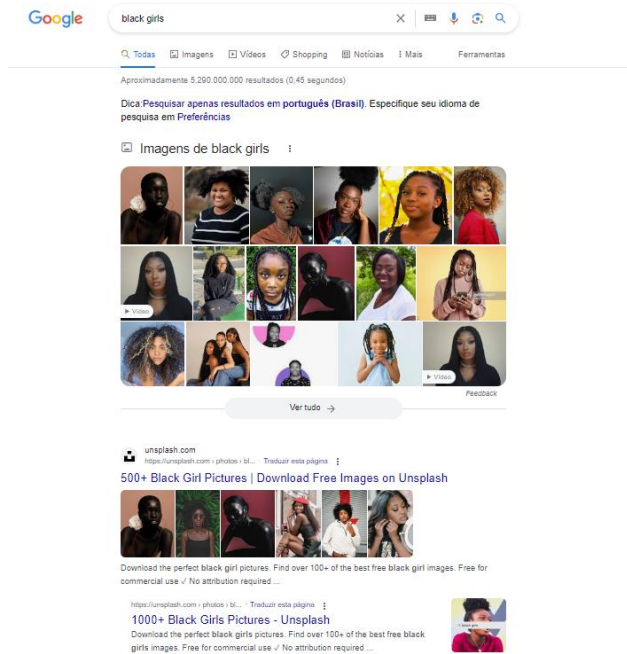 Google
black girls
Todas
Imagens
Vídeos
Shopping
Notícias
Mais
Ferramentas
Aproximadamente 5.290.000.000 resultados (0,45 segundos)
Dica:Pesquisar apenas resultados em português (Brasil). Especifique seu idioma de
pesquisa em Preferências
Imagens de black girls
Vídeo
Vídeo
Feedback
Ver tudo →
unsplash.com
https://unsplash.com › photos › bl... · Traduzir esta página
500+ Black Girl Pictures | Download Free Images on Unsplash
Download the perfect black girl pictures. Find over 100+ of the best free black girl images. Free for
commercial use √ No attribution required ...
https://unsplash.com › photos › bl... · Traduzir esta página
1000+ Black Girls Pictures - Unsplash
Download the perfect black girls pictures. Find over 100+ of the best free black
girls images. Free for commercial use √ No attribution required ...